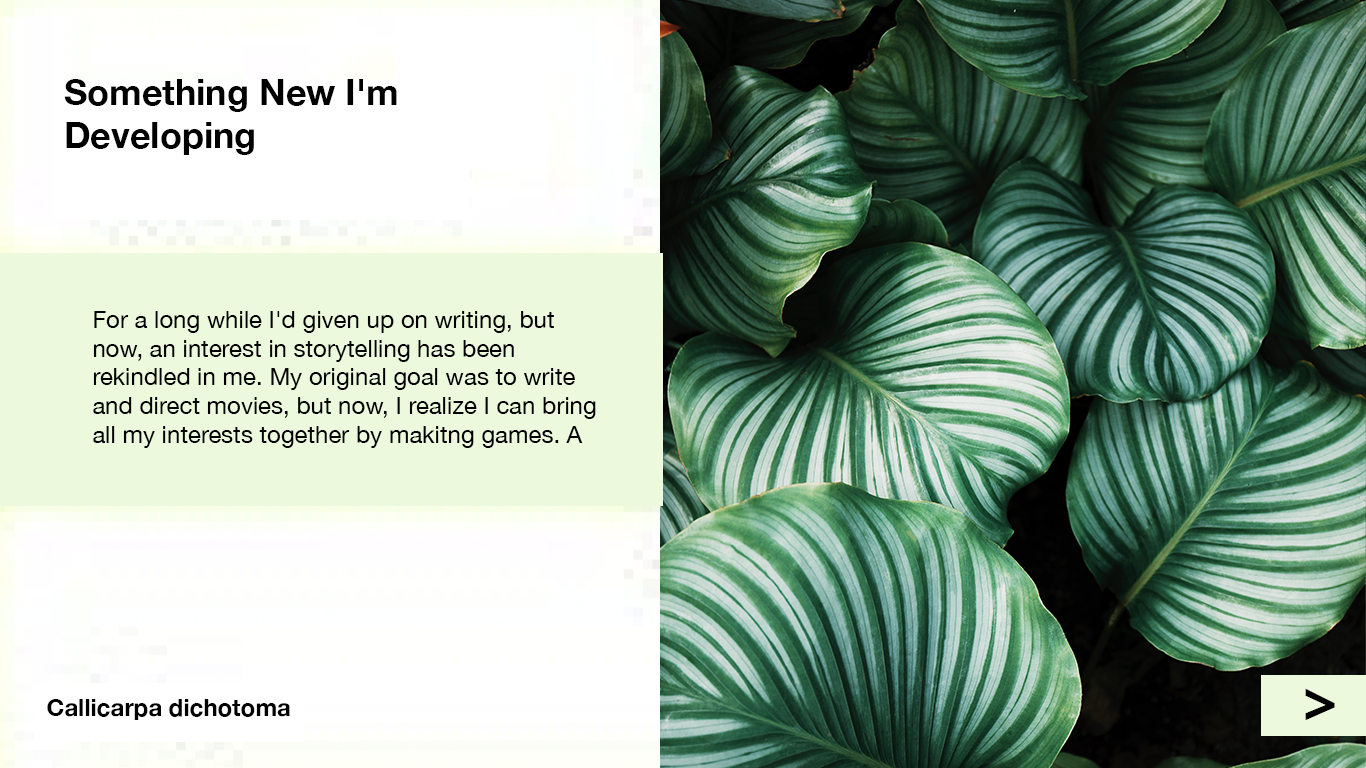 Something New I'm
Developing
For a long while I'd given up on writing, but
now, an interest in storytelling has been
rekindled in me. My original goal was to write
and direct movies, but now, I realize I can bring
all my interests together by makitng games. A
Callicarpa dichotoma
>